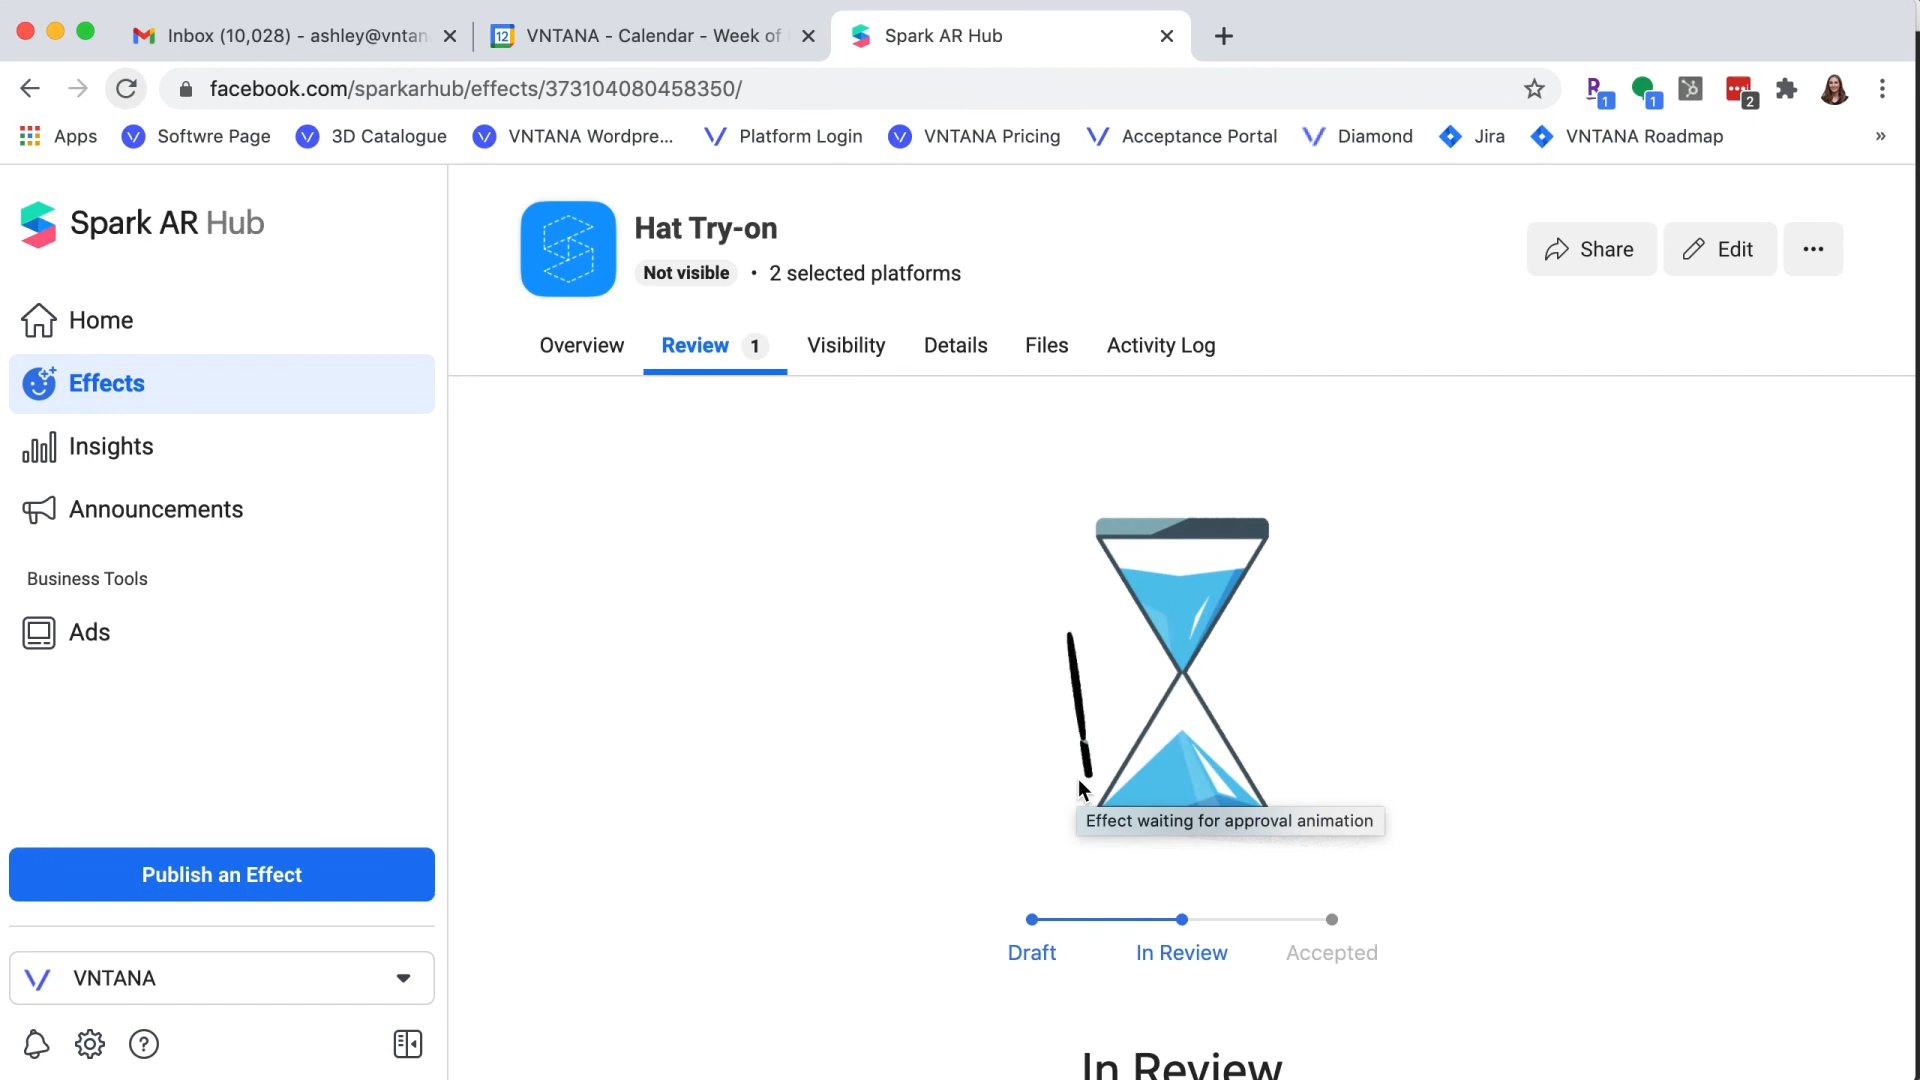 Inbox (10,028) - ashley@vntan
12 VNTANA - Calendar - Week of
Spark AR Hub
facebook.com/sparkarhub/effects/373104080458350/
1 1 2
Apps Softwre Page 3D Catalogue VNTANA Wordpre... Platform Login VNTANA Pricing Acceptance Portal Diamond Jira VNTANA Roadmap »
Spark AR Hub
Home
Effects
Insights
Announcements
Business Tools
Ads
Publish an Effect
VNTANA
Hat Try-on
Not visible • 2 selected platforms
Share Edit
Overview Review 1 Visibility Details Files Activity Log
Effect waiting for approval animation
Draft In Review Accepted
In Review